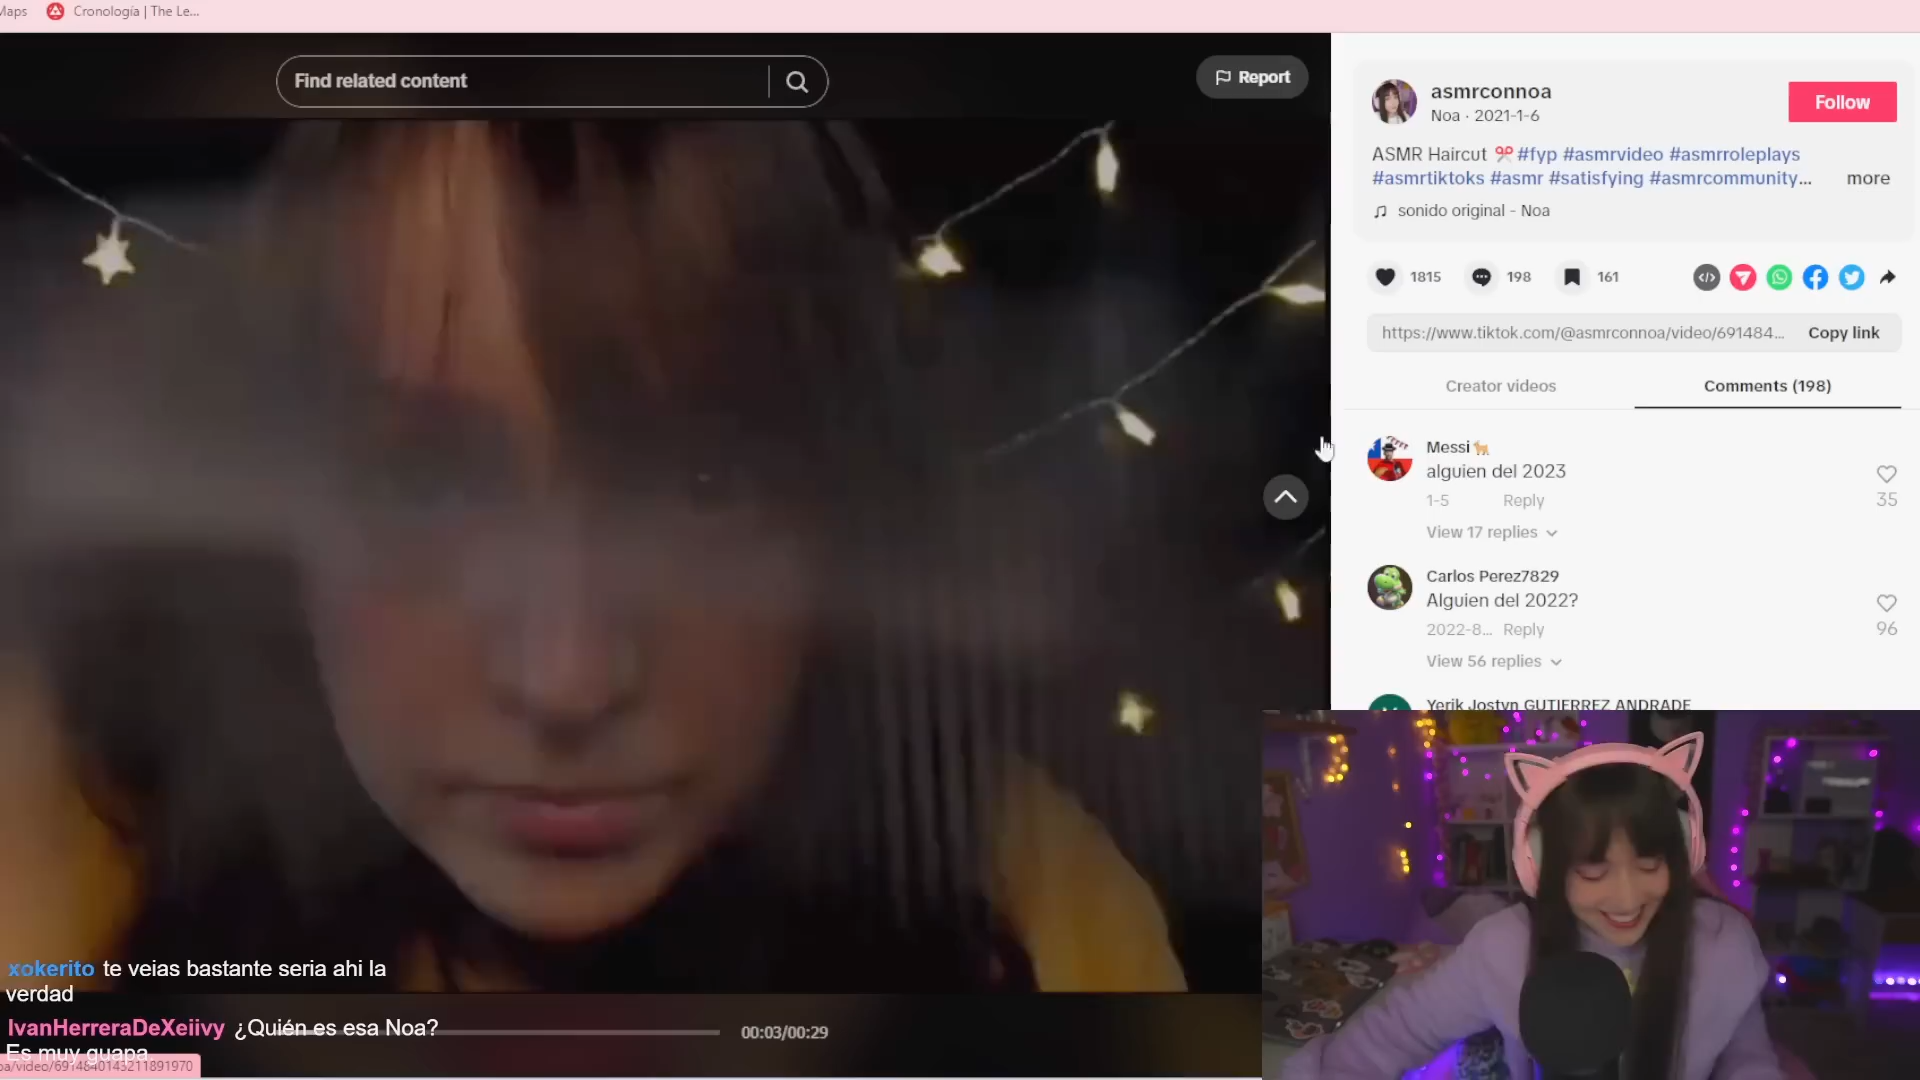 Maps Cronología | The Le...
Find related content
Report
asmrconnoa
Noa · 2021-1-6
Follow
ASMR Haircut #fyp #asmrvideo #asmrroleplays
#asmrtiktoks #asmr #satisfying #asmrcommunity... more
sonido original - Noa
1815 198 161
https://www.tiktok.com/@asmrconnoa/video/691484... Copy link
Creator videos Comments (198)
Messi
alguien del 2023
1-5 Reply
35
View 17 replies
Carlos Perez7829
Alguien del 2022?
2022-8... Reply
96
View 56 replies
Yerik Jostyn GUTIERREZ ANDRADE
xokerito te veias bastante seria ahi la
verdad
IvanHerreraDeXeiivy ¿Quién es esa Noa?
Es muy guapa
00:03/00:29